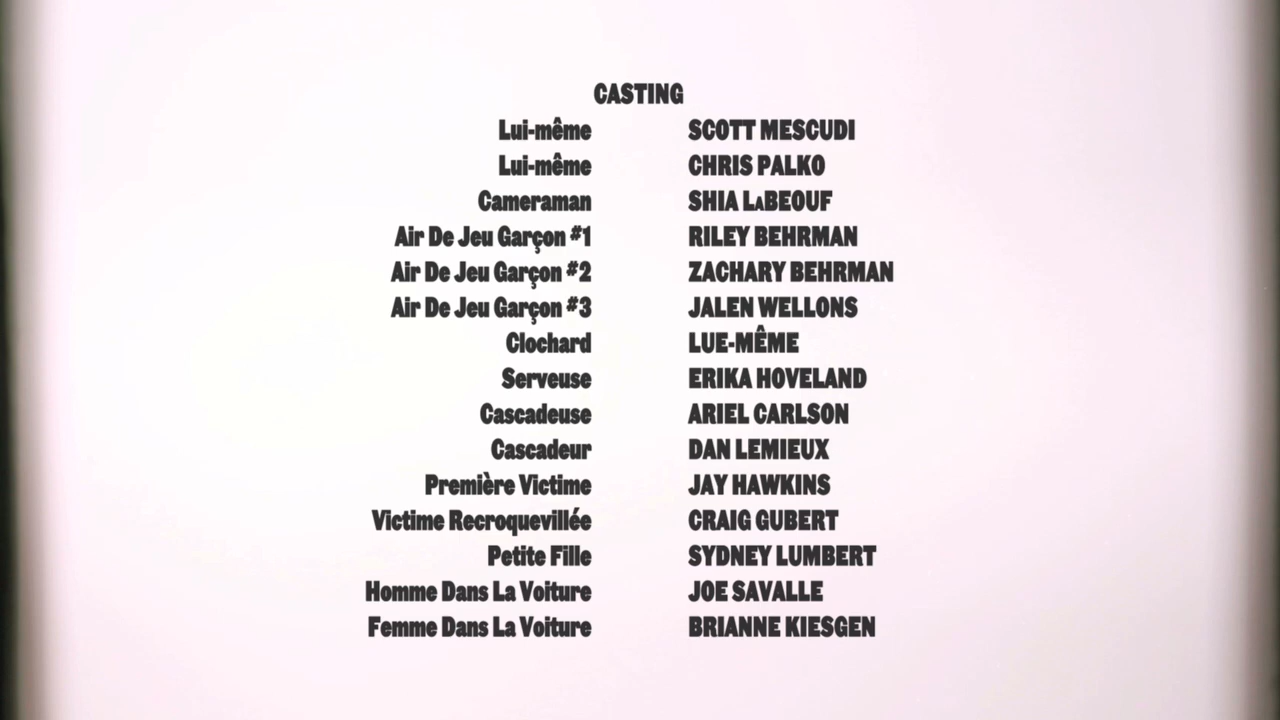 CASTING
Lui-même SCOTT MESCUDI
Lui-même CHRIS PALKO
Cameraman SHIA LaBEOUF
Air De Jeu Garçon #1 RILEY BEHRMAN
Air De Jeu Garçon #2 ZACHARY BEHRMAN
Air De Jeu Garçon #3 JALEN WELLONS
Clochard LUE-MÊME
Serveuse ERIKA HOVELAND
Cascadeuse ARIEL CARLSON
Cascadeur DAN LEMIEUX
Première Victime JAY HAWKINS
Victime Recroquevillée CRAIG GUBERT
Petite Fille SYDNEY LUMBERT
Homme Dans La Voiture JOE SAVALLE
Femme Dans La Voiture BRIANNE KIESGEN